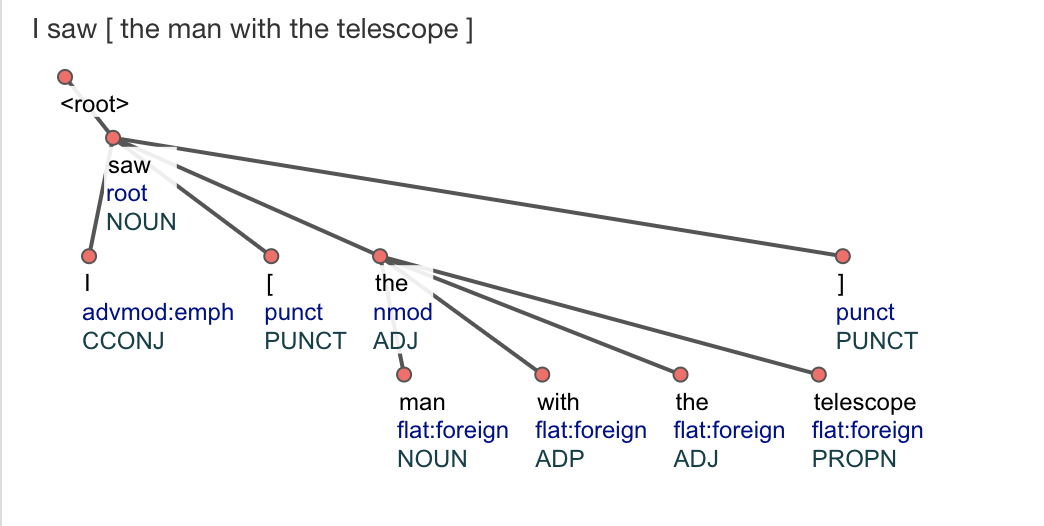 I saw [ the man with the telescope ]
<root>
saw
root
NOUN
I [ the ]
advmod:emph punct nmod punct
CCONJ PUNCT ADJ PUNCT
man with the telescope
flat:foreign flat:foreign flat:foreign flat:foreign
NOUN ADP ADJ PROPN